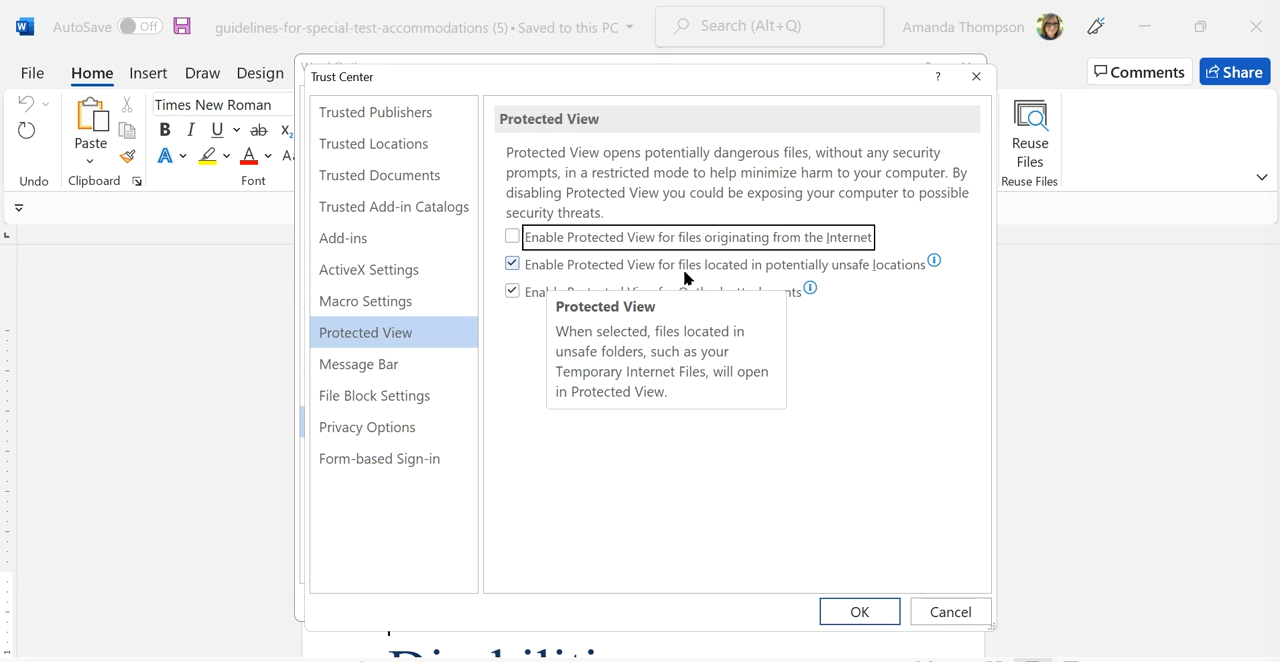 AutoSave Off guidelines-for-special-test-accommodations (5) • Saved to this PC Search (Alt+Q) Amanda Thompson
File Home Insert Draw Design Comments Share
Trust Center ?
Times New Roman
Paste
B I U ab X₂
A A
Undo Clipboard Font
Reuse
Files
Reuse Files
Trusted Publishers
Trusted Locations
Trusted Documents
Trusted Add-in Catalogs
Add-ins
ActiveX Settings
Macro Settings
Protected View
Message Bar
File Block Settings
Privacy Options
Form-based Sign-in
Protected View
Protected View opens potentially dangerous files, without any security
prompts, in a restricted mode to help minimize harm to your computer. By
disabling Protected View you could be exposing your computer to possible
security threats.
Enable Protected View for files originating from the Internet
Enable Protected View for files located in potentially unsafe locations
Protected View
When selected, files located in
unsafe folders, such as your
Temporary Internet Files, will open
in Protected View.
OK Cancel